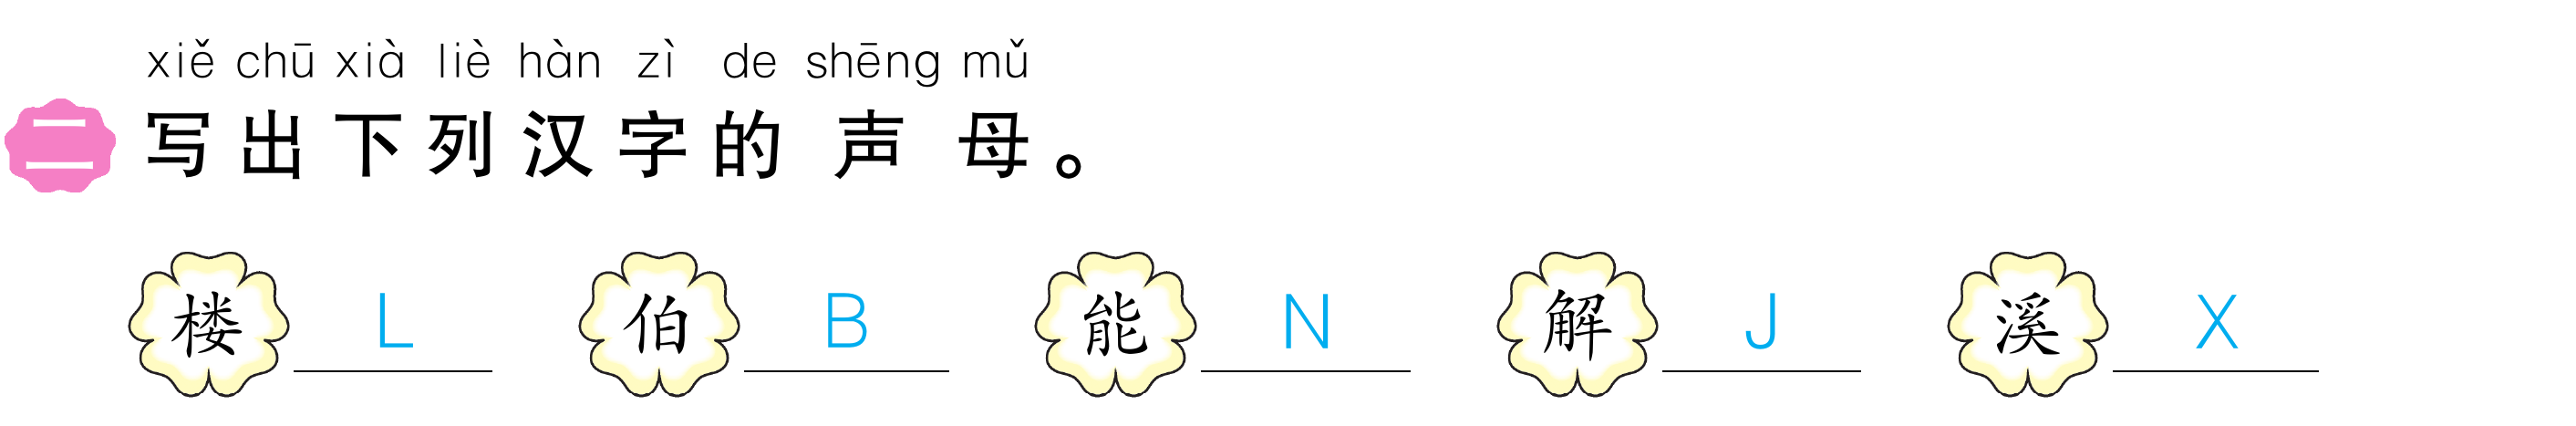 xiě chū xià liè hàn zì de shēng mǔ
二 写出下列汉字的声母。
楼 L 伯 B 能 N 解 J 溪 X